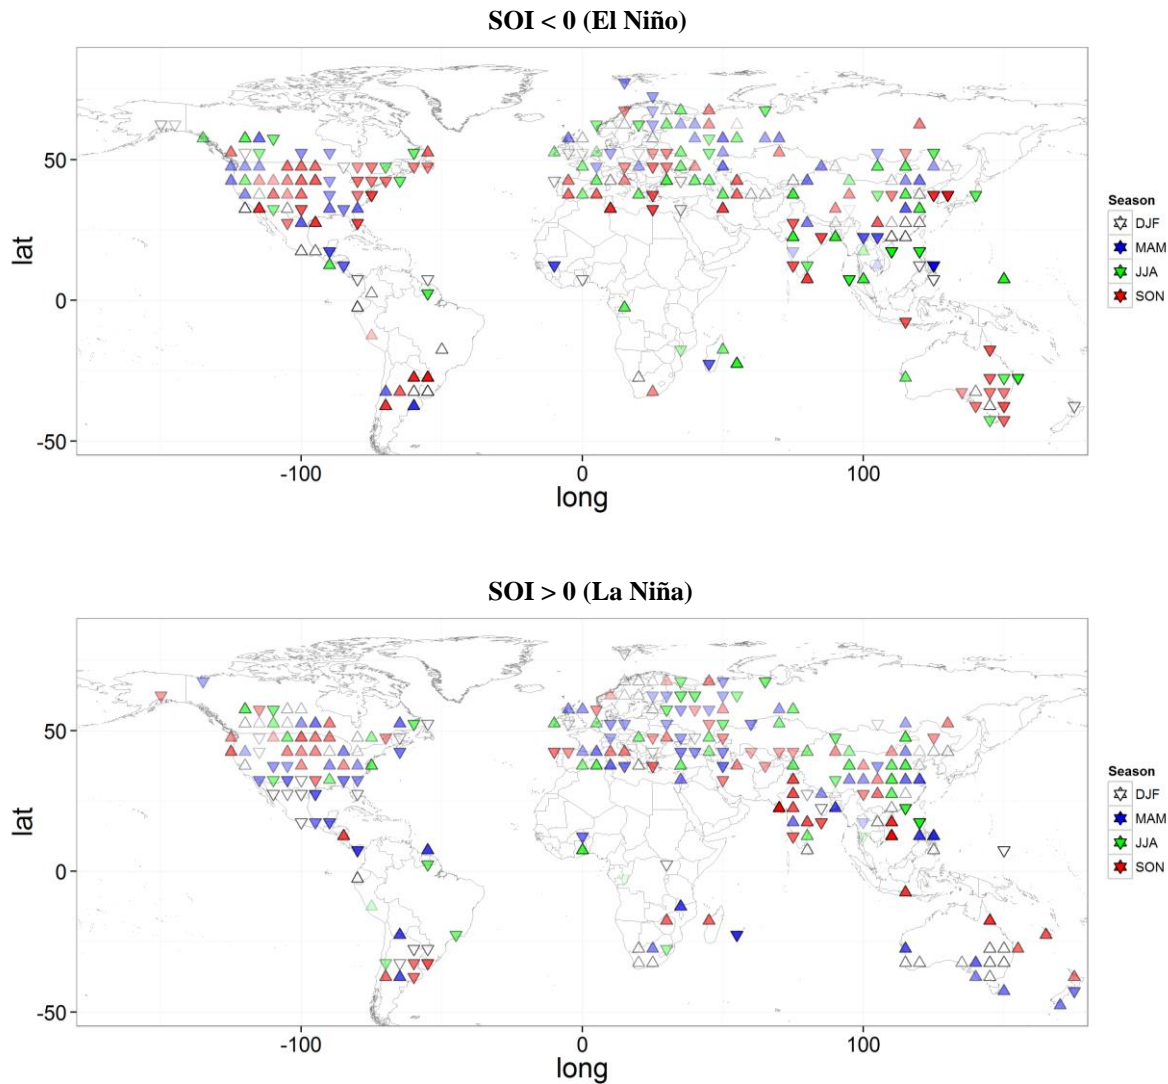 SOI < 0 (El Niño)
50
0
-50
lat
-100
0
100
long
Season
DJF
MAM
JJA
SON
SOI > 0 (La Niña)
50
0
-50
lat
-100
0
100
long
Season
DJF
MAM
JJA
SON